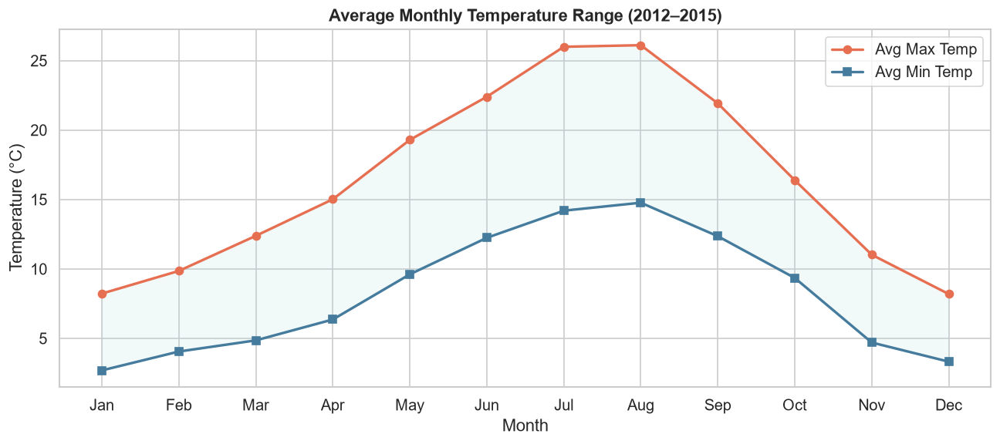 Average Monthly Temperature Range (2012–2015)
Avg Max Temp
Avg Min Temp
Temperature (°C)
25
20
15
10
5
Jan Feb Mar Apr May Jun Jul Aug Sep Oct Nov Dec
Month